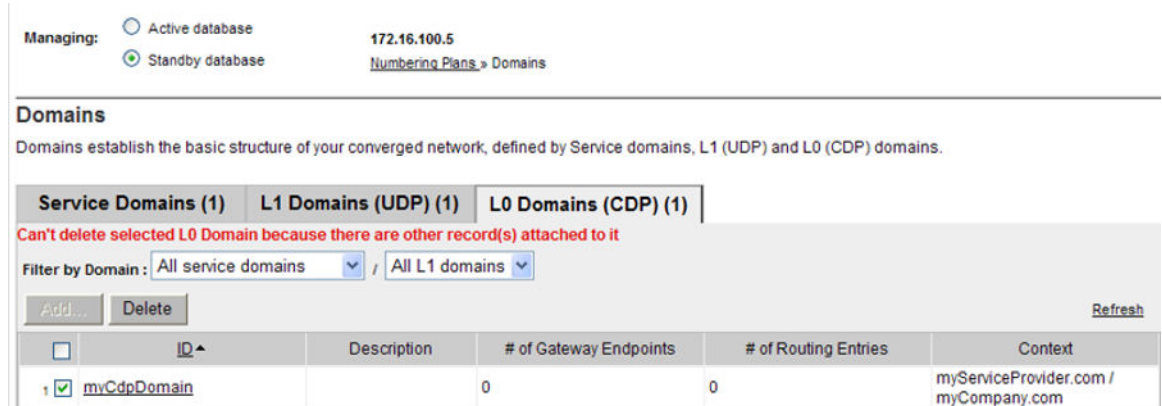 Managing:
Active database
Standby database
172.16.100.5
Numbering Plans » Domains
Domains
Domains establish the basic structure of your converged network, defined by Service domains, L1 (UDP) and L0 (CDP) domains.
Service Domains (1) L1 Domains (UDP) (1) L0 Domains (CDP) (1)
Can't delete selected L0 Domain because there are other record(s) attached to it
Filter by Domain : All service domains / All L1 domains
Add... Delete Refresh
ID Description # of Gateway Endpoints # of Routing Entries Context
1 myCdpDomain 0 0 myServiceProvider.com /
myCompany.com